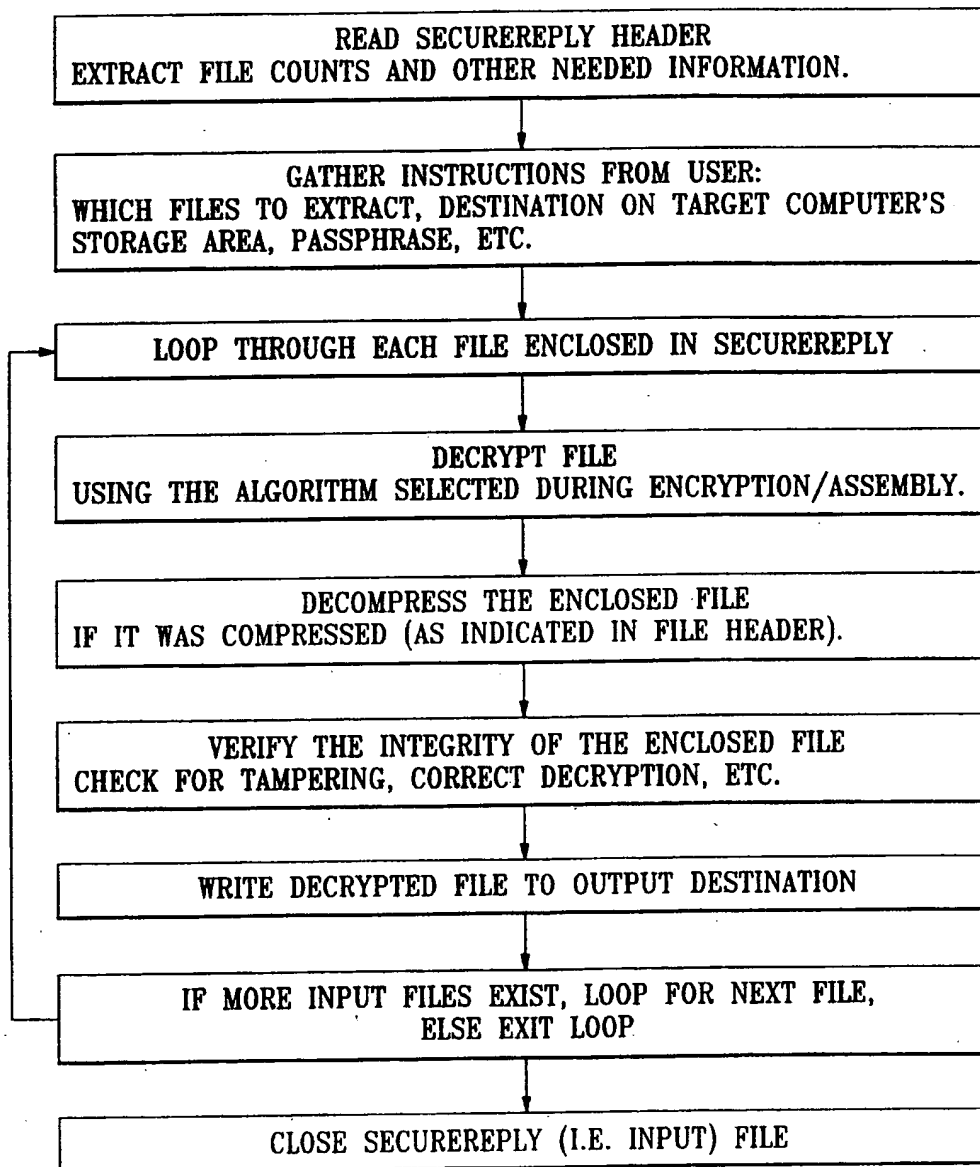 READ SECUREREPLY HEADER
EXTRACT FILE COUNTS AND OTHER NEEDED INFORMATION.
GATHER INSTRUCTIONS FROM USER:
WHICH FILES TO EXTRACT, DESTINATION ON TARGET COMPUTER'S
STORAGE AREA, PASSPHRASE, ETC.
LOOP THROUGH EACH FILE ENCLOSED IN SECUREREPLY
DECRYPT FILE
USING THE ALGORITHM SELECTED DURING ENCRYPTION/ASSEMBLY.
DECOMPRESS THE ENCLOSED FILE
IF IT WAS COMPRESSED (AS INDICATED IN FILE HEADER).
VERIFY THE INTEGRITY OF THE ENCLOSED FILE
CHECK FOR TAMPERING, CORRECT DECRYPTION, ETC.
WRITE DECRYPTED FILE TO OUTPUT DESTINATION
IF MORE INPUT FILES EXIST, LOOP FOR NEXT FILE,
ELSE EXIT LOOP
CLOSE SECUREREPLY (I.E. INPUT) FILE